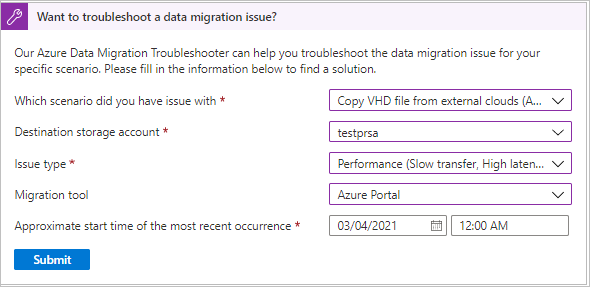 Want to troubleshoot a data migration issue?
Our Azure Data Migration Troubleshooter can help you troubleshoot the data migration issue for your
specific scenario. Please fill in the information below to find a solution.
Which scenario did you have issue with * Copy VHD file from external clouds (A...
Destination storage account * testprsa
Issue type * Performance (Slow transfer, High laten...
Migration tool Azure Portal
Approximate start time of the most recent occurrence * 03/04/2021 12:00 AM
Submit